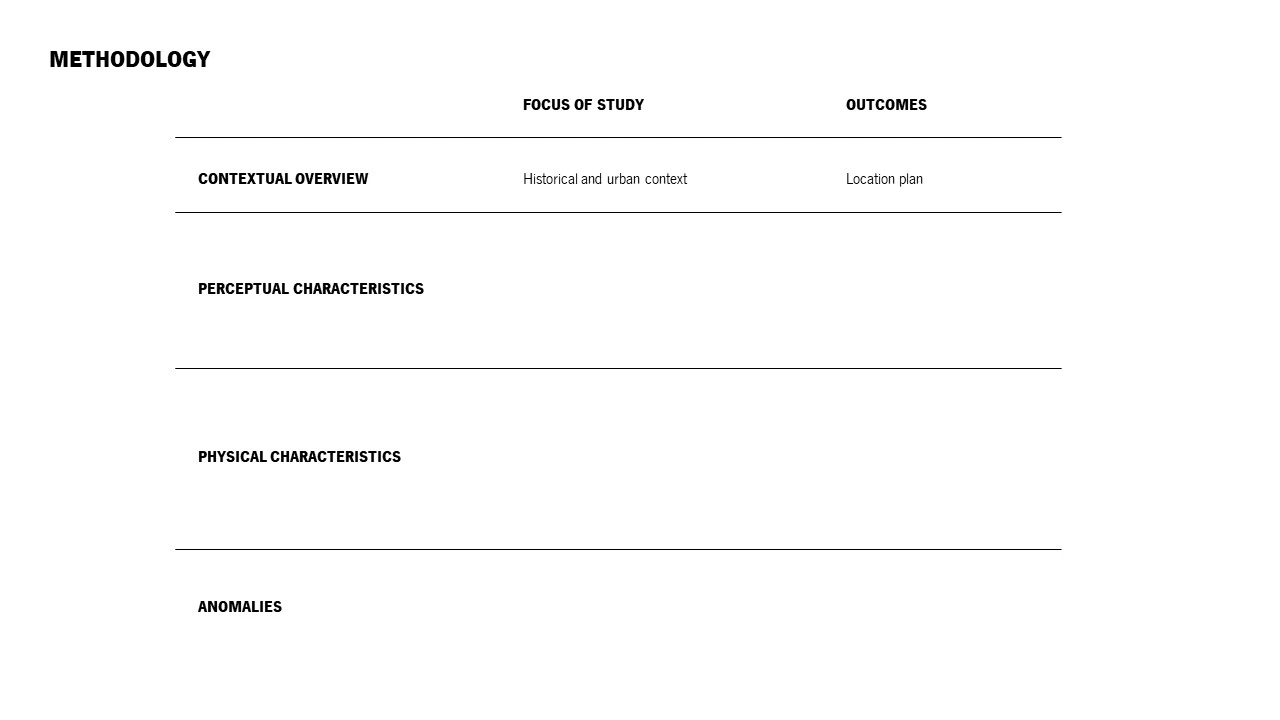 METHODOLOGY
FOCUS OF STUDY
OUTCOMES
CONTEXTUAL OVERVIEW
Historical and urban context
Location plan
PERCEPTUAL CHARACTERISTICS
PHYSICAL CHARACTERISTICS
ANOMALIES